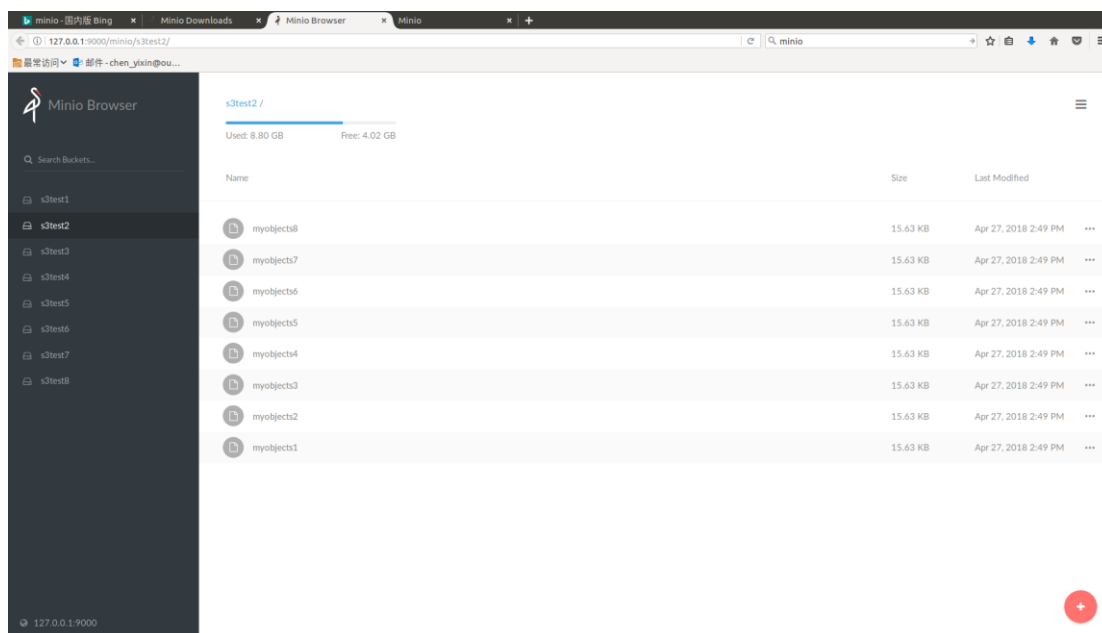 minio - 国内版 Bing Minio Downloads Minio Browser Minio
127.0.0.1:9000/minio/s3test2/ minio
最常访问 邮件 - chen_yixin@ou...
Minio Browser
Search Buckets...
s3test1
s3test2
s3test3
s3test4
s3test5
s3test6
s3test7
s3test8
127.0.0.1:9000
s3test2 /
Used: 8.80 GB Free: 4.02 GB
Name Size Last Modified
myobjects8 15.63 KB Apr 27, 2018 2:49 PM
myobjects7 15.63 KB Apr 27, 2018 2:49 PM
myobjects6 15.63 KB Apr 27, 2018 2:49 PM
myobjects5 15.63 KB Apr 27, 2018 2:49 PM
myobjects4 15.63 KB Apr 27, 2018 2:49 PM
myobjects3 15.63 KB Apr 27, 2018 2:49 PM
myobjects2 15.63 KB Apr 27, 2018 2:49 PM
myobjects1 15.63 KB Apr 27, 2018 2:49 PM